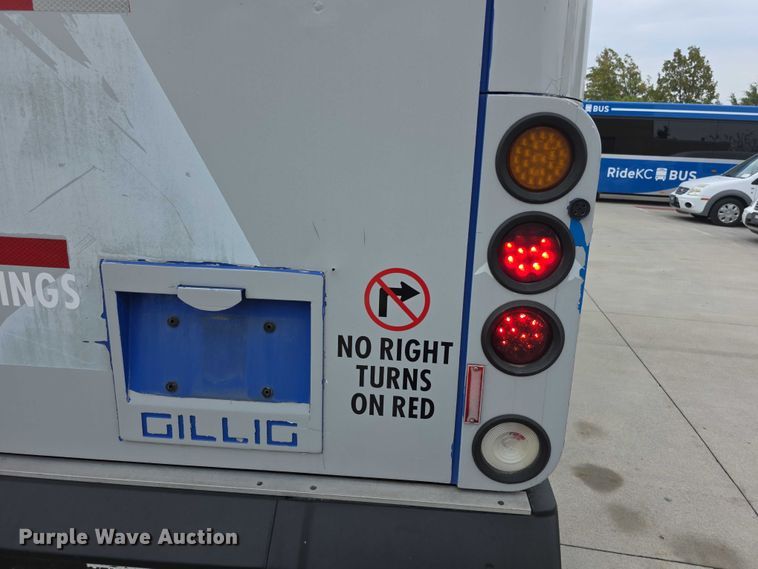 BUS
RideKC BUS
INGS
NO RIGHT
TURNS
ON RED
GILLIG
Purple Wave Auction